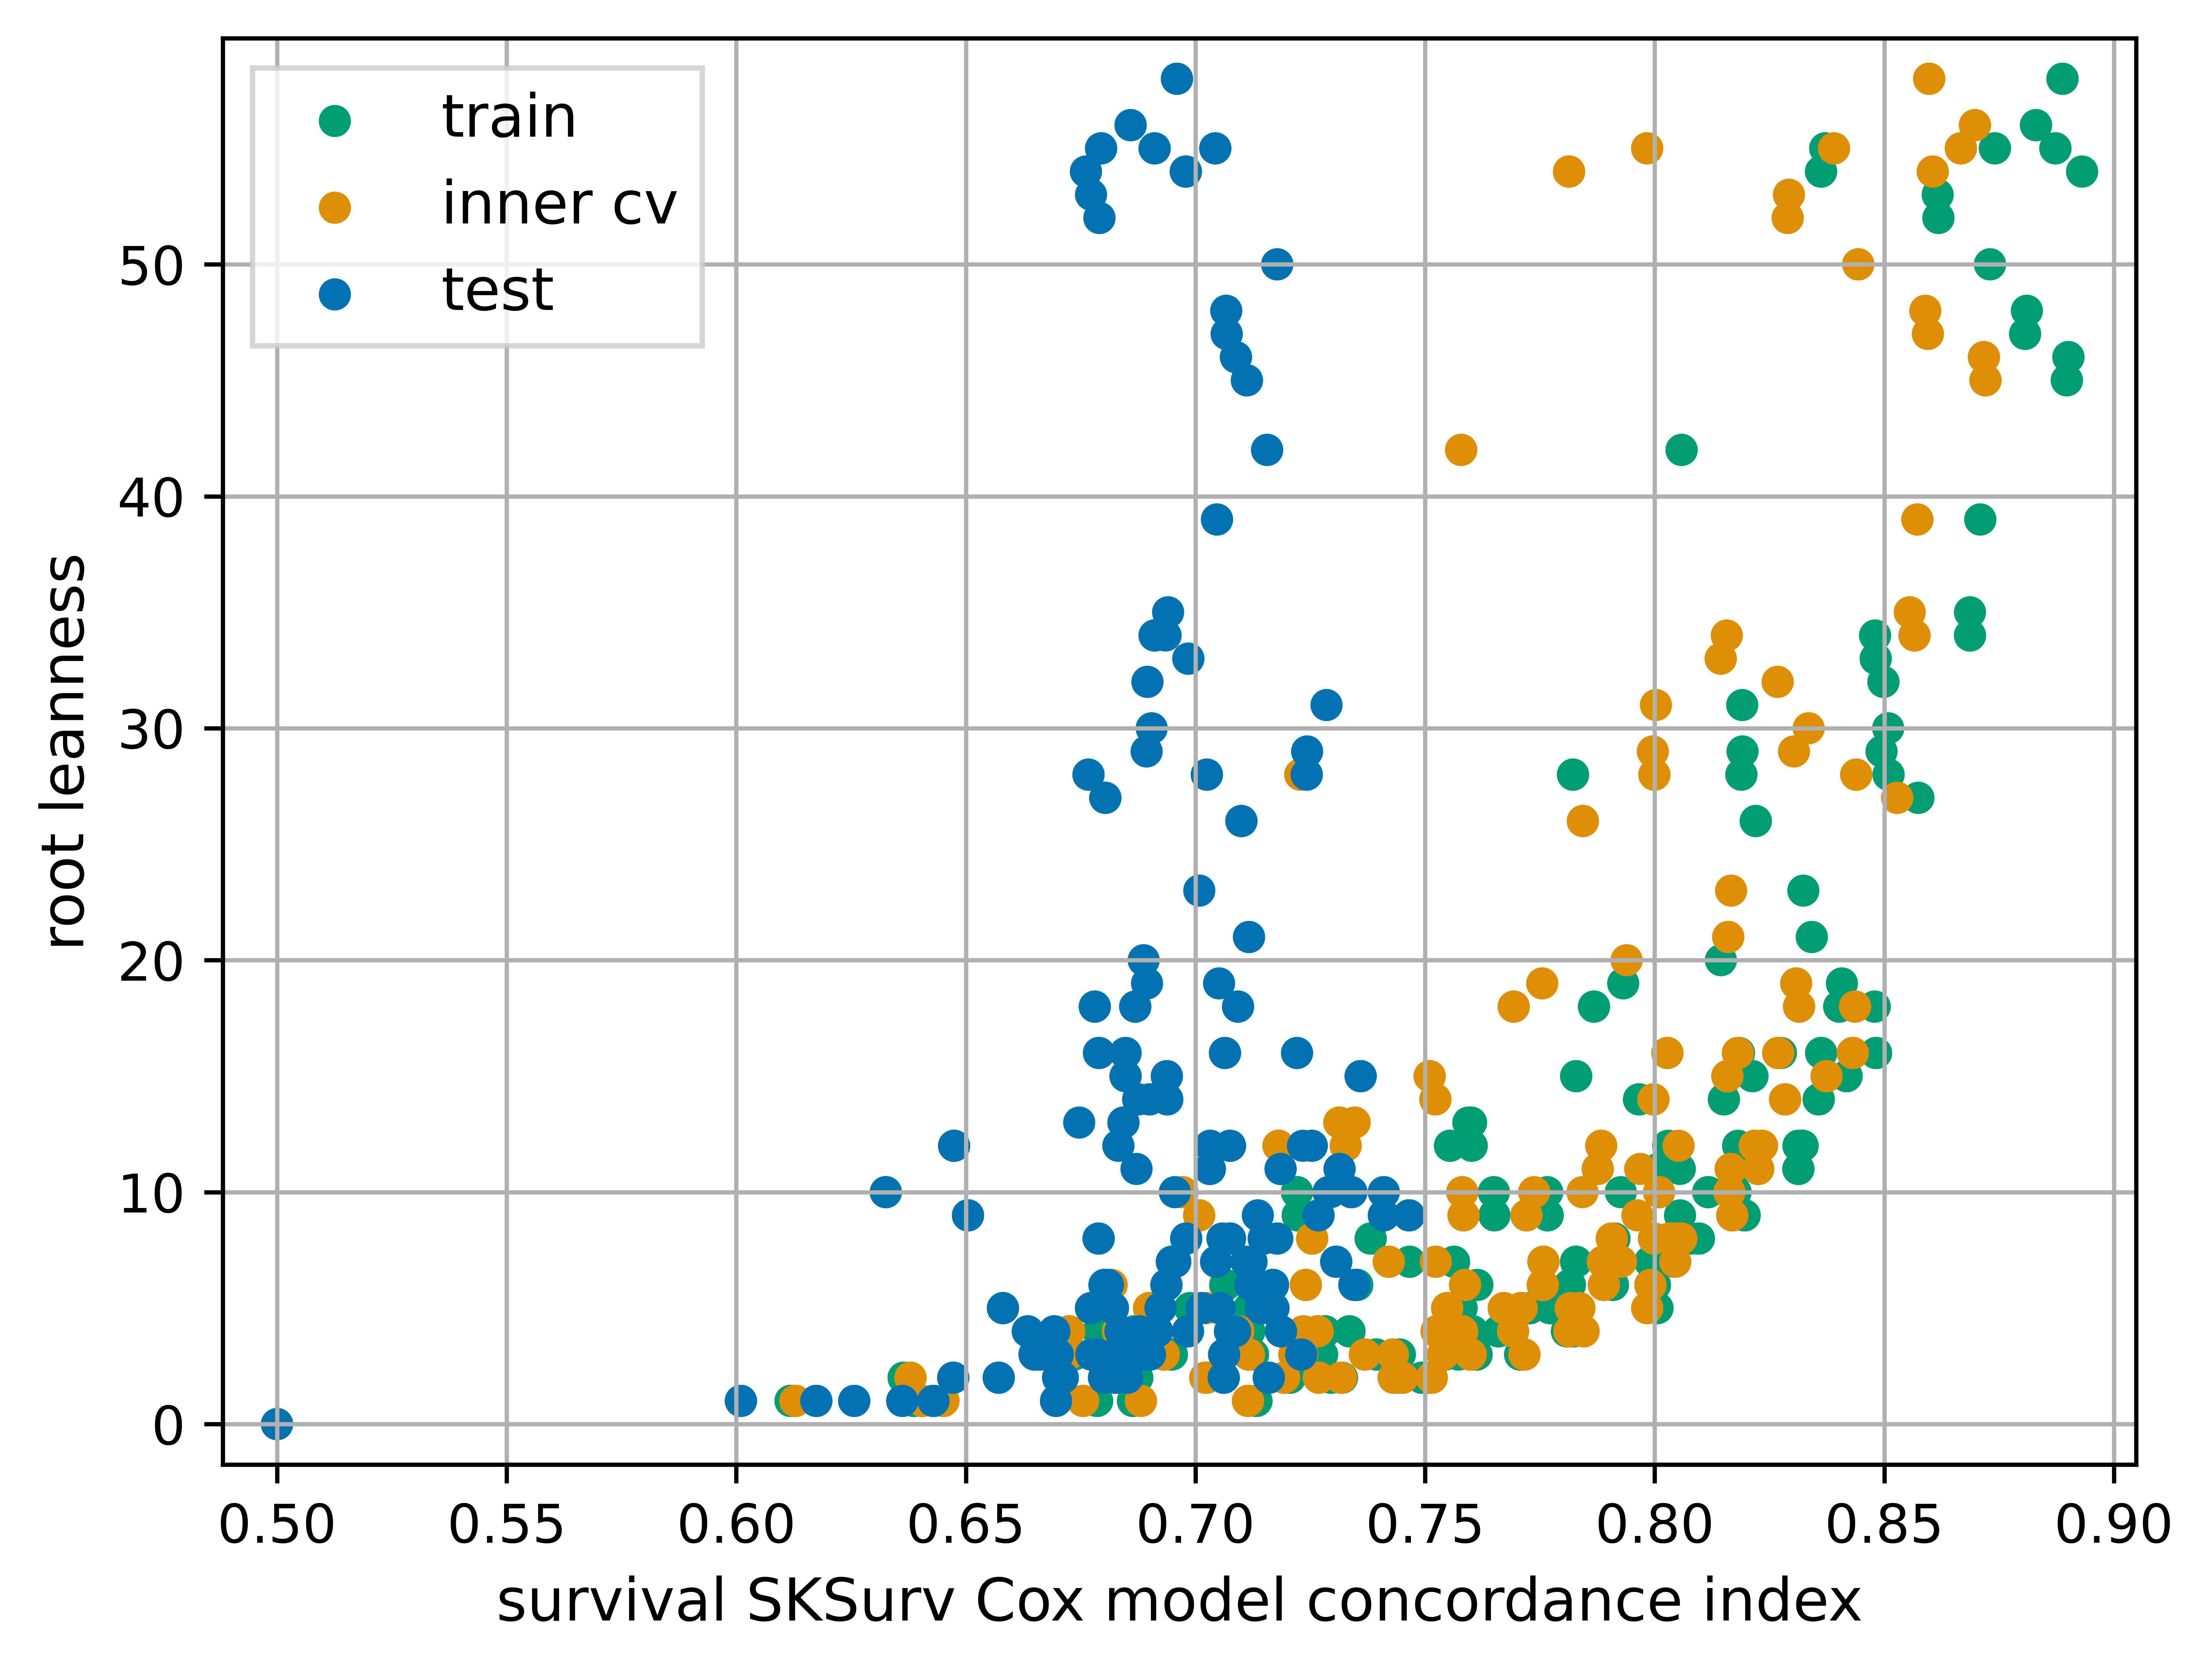 train
inner cv
test
50
40
30
20
10
0
root leanness
0.50 0.55 0.60 0.65 0.70 0.75 0.80 0.85 0.90
survival SKSurv Cox model concordance index